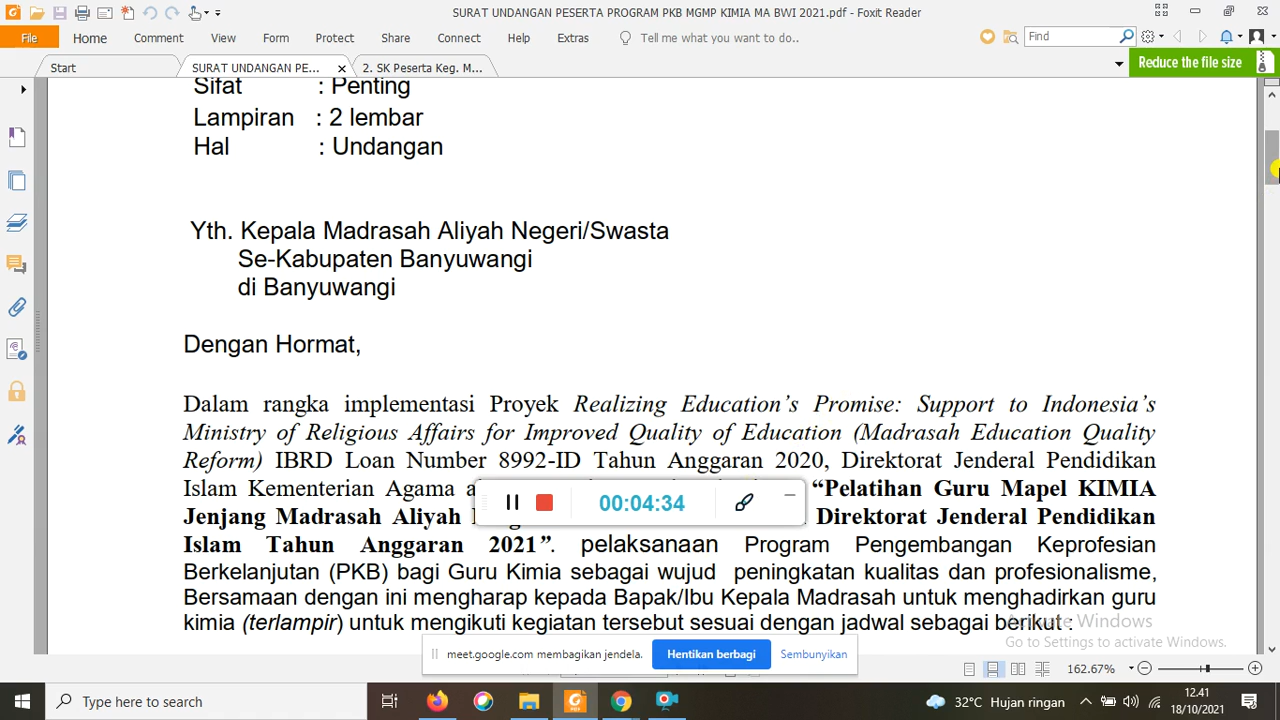 SURAT UNDANGAN PESERTA PROGRAM PKB MGMP KIMIA MA BWI 2021.pdf - Foxit Reader
File Home Comment View Form Protect Share Connect Help Extras Tell me what you want to do.. Find
Start SURAT UNDANGAN PE... 2. SK Peserta Keg. M... Reduce the file size
Sifat : Penting
Lampiran : 2 lembar
Hal : Undangan
Yth. Kepala Madrasah Aliyah Negeri/Swasta
Se-Kabupaten Banyuwangi
di Banyuwangi
Dengan Hormat,
Dalam rangka implementasi Proyek Realizing Education's Promise: Support to Indonesia's
Ministry of Religious Affairs for Improved Quality of Education (Madrasah Education Quality
Reform) IBRD Loan Number 8992-ID Tahun Anggaran 2020, Direktorat Jenderal Pendidikan
Islam Kementerian Agama “Pelatihan Guru Mapel KIMIA
00:04:34
Jenjang Madrasah Aliyah Direktorat Jenderal Pendidikan
Islam Tahun Anggaran 2021”. pelaksanaan Program Pengembangan Keprofesian
Berkelanjutan (PKB) bagi Guru Kimia sebagai wujud peningkatan kualitas dan profesionalisme,
Bersamaan dengan ini mengharap kepada Bapak/Ibu Kepala Madrasah untuk menghadirkan guru
kimia (terlampir) untuk mengikuti kegiatan tersebut sesuai dengan jadwal sebagai berikut :
Activate Windows
Go to Settings to activate Windows.
meet.google.com membagikan jendela. Hentikan berbagi Sembunyikan
162.67%
Type here to search
32°C Hujan ringan
12.41
18/10/2021